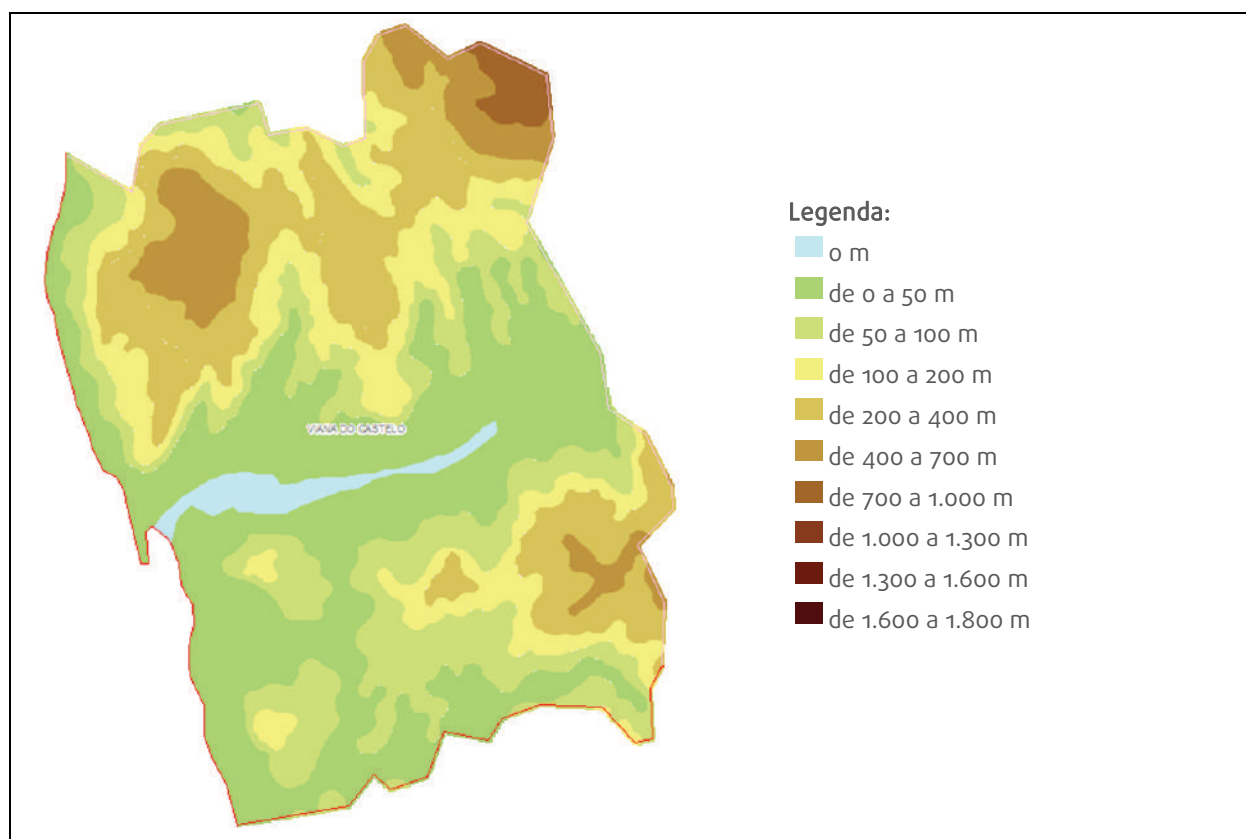 VIANA DO CASTELO
Legenda:
0 m
de 0 a 50 m
de 50 a 100 m
de 100 a 200 m
de 200 a 400 m
de 400 a 700 m
de 700 a 1.000 m
de 1.000 a 1.300 m
de 1.300 a 1.600 m
de 1.600 a 1.800 m